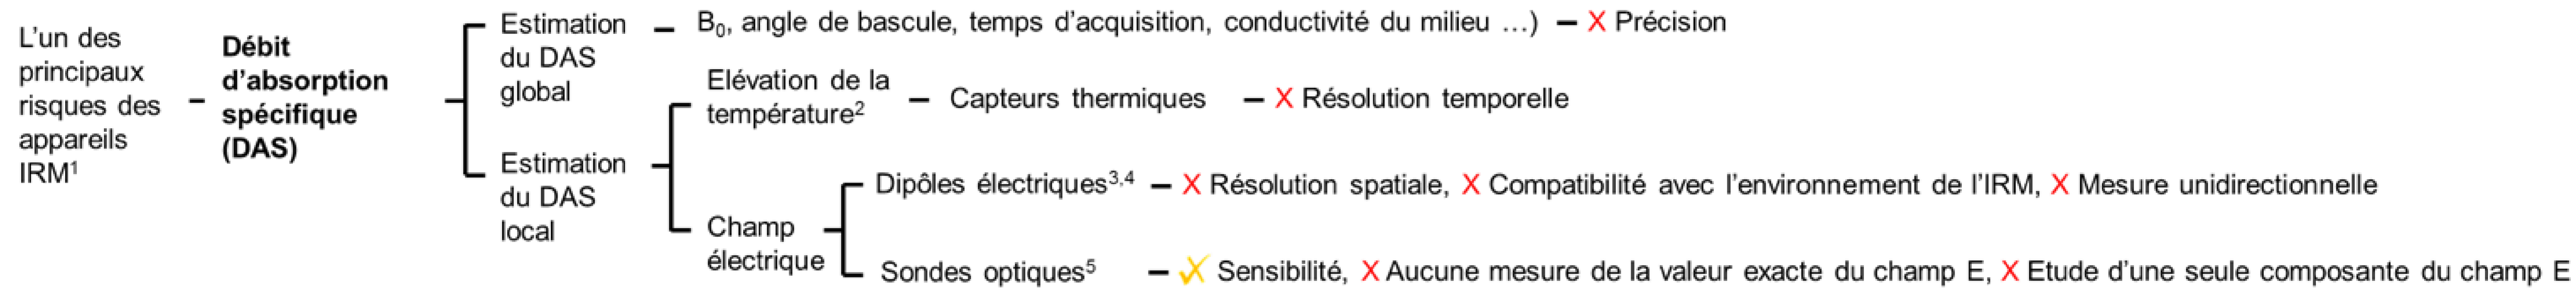 L’un des
principaux
risques des
appareils
IRM1
Débit
d’absorption
spécifique
(DAS)
Estimation
du DAS
global
B0, angle de bascule, temps d’acquisition, conductivité du milieu …) – X Précision
Elévation de la
température2
– Capteurs thermiques – X Résolution temporelle
Estimation
du DAS
local
Dipôles électriques3,4 – X Résolution spatiale, X Compatibilité avec l’environnement de l’IRM, X Mesure unidirectionnelle
Champ
électrique
Sondes optiques5 – Sensibilité, X Aucune mesure de la valeur exacte du champ E, X Etude d’une seule composante du champ E